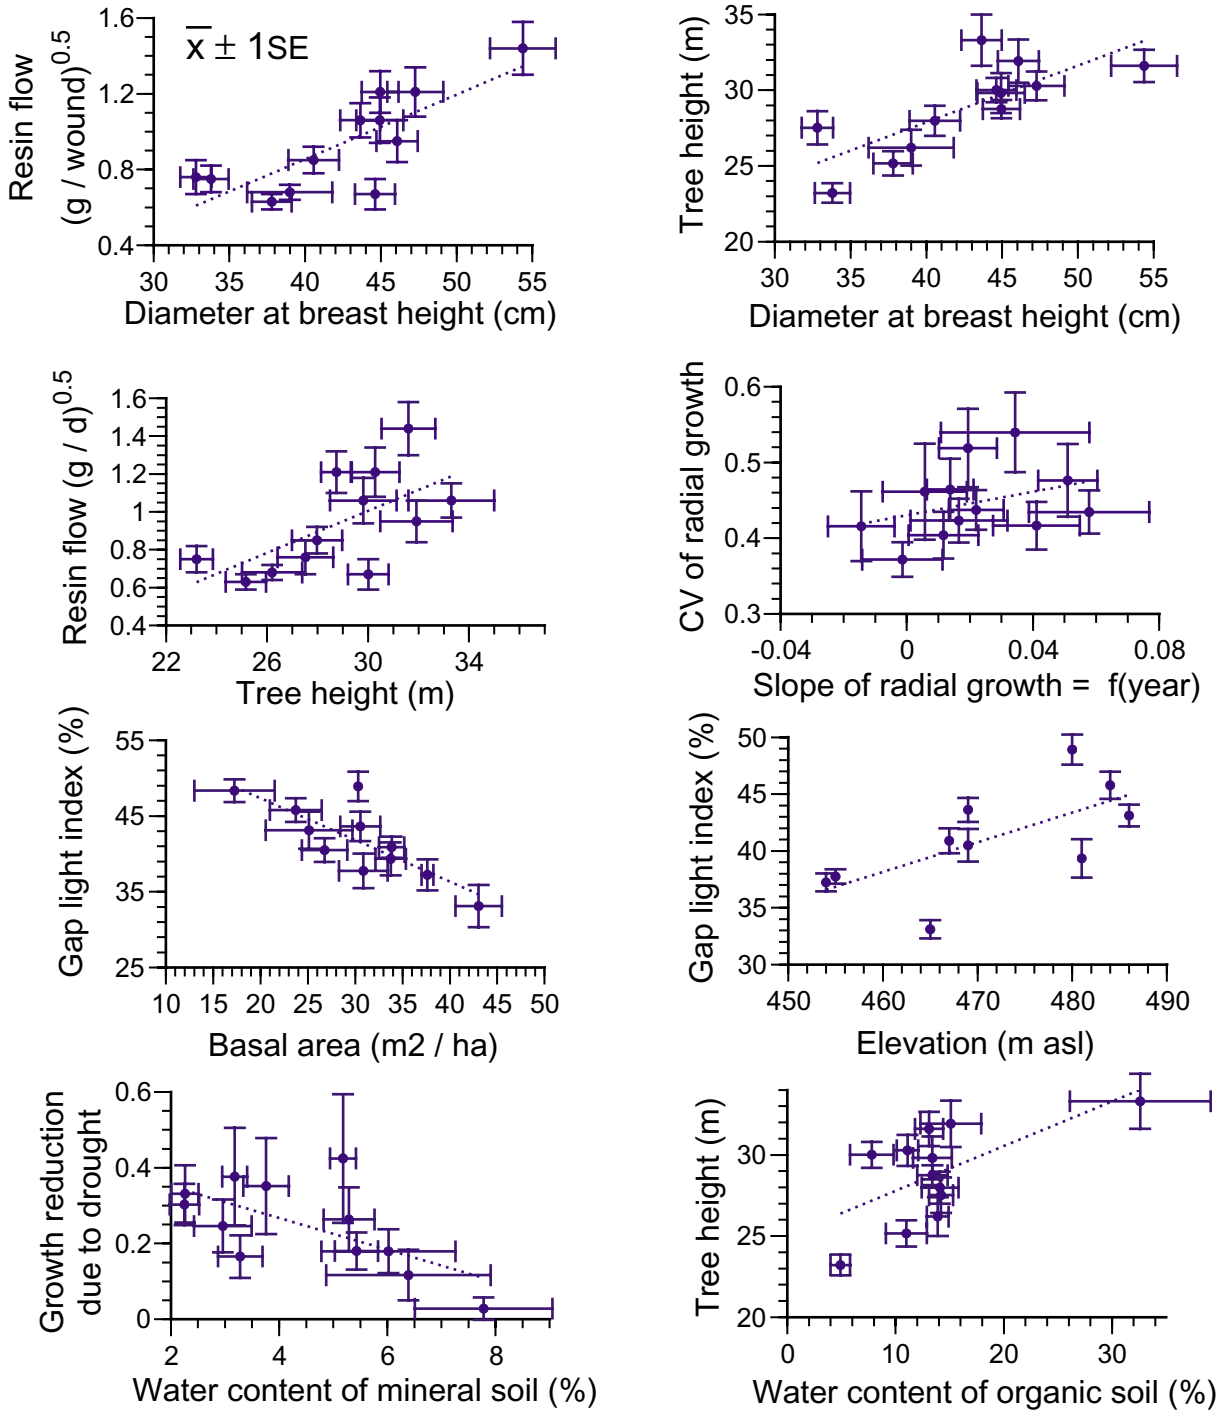 Resin flow
(g / wound)^0.5
x̄ ± 1SE
1.6
1.2
0.8
0.4
30 35 40 45 50 55
Diameter at breast height (cm)
Tree height (m)
35
30
25
20
30 35 40 45 50 55
Diameter at breast height (cm)
Resin flow (g / d)^0.5
1.6
1.4
1.2
1
0.8
0.6
0.4
22 26 30 34
Tree height (m)
CV of radial growth
0.6
0.5
0.4
0.3
-0.04 0 0.04 0.08
Slope of radial growth = f(year)
Gap light index (%)
55
45
35
25
10 15 20 25 30 35 40 45 50
Basal area (m2 / ha)
Gap light index (%)
50
45
40
35
30
450 460 470 480 490
Elevation (m asl)
Growth reduction
due to drought
0.6
0.4
0.2
0
2 4 6 8
Water content of mineral soil (%)
Tree height (m)
30
25
20
0 10 20 30
Water content of organic soil (%)